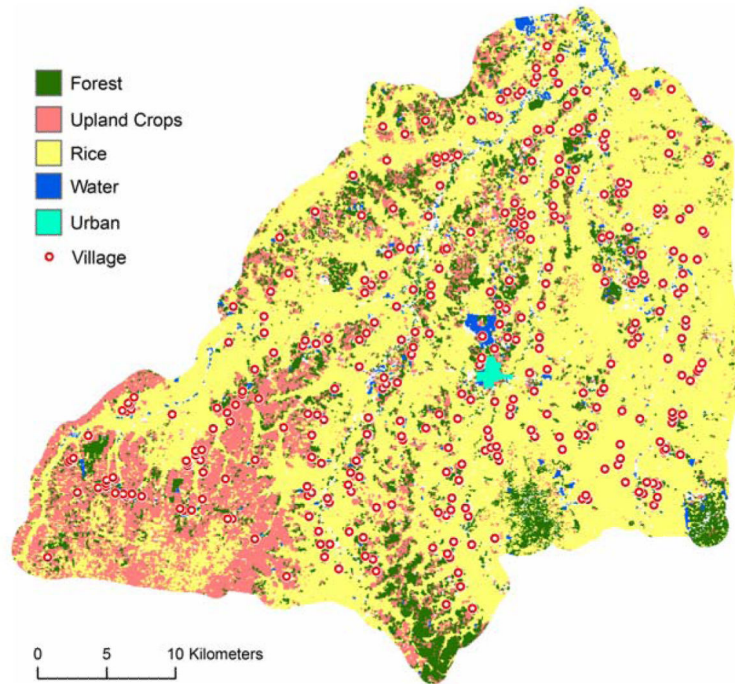 Forest
Upland Crops
Rice
Water
Urban
Village
0 5 10 Kilometers